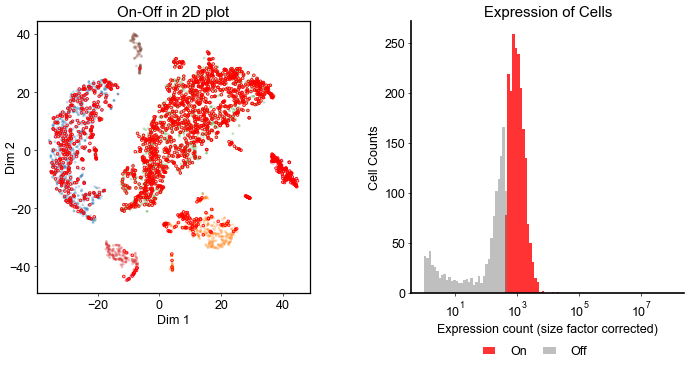 On-Off in 2D plot
Dim 2
40
20
0
−20
−40
−20
0
20
40
Dim 1
Expression of Cells
Cell Counts
250
200
150
100
50
0
10^1
10^3
10^5
10^7
Expression count (size factor corrected)
On Off